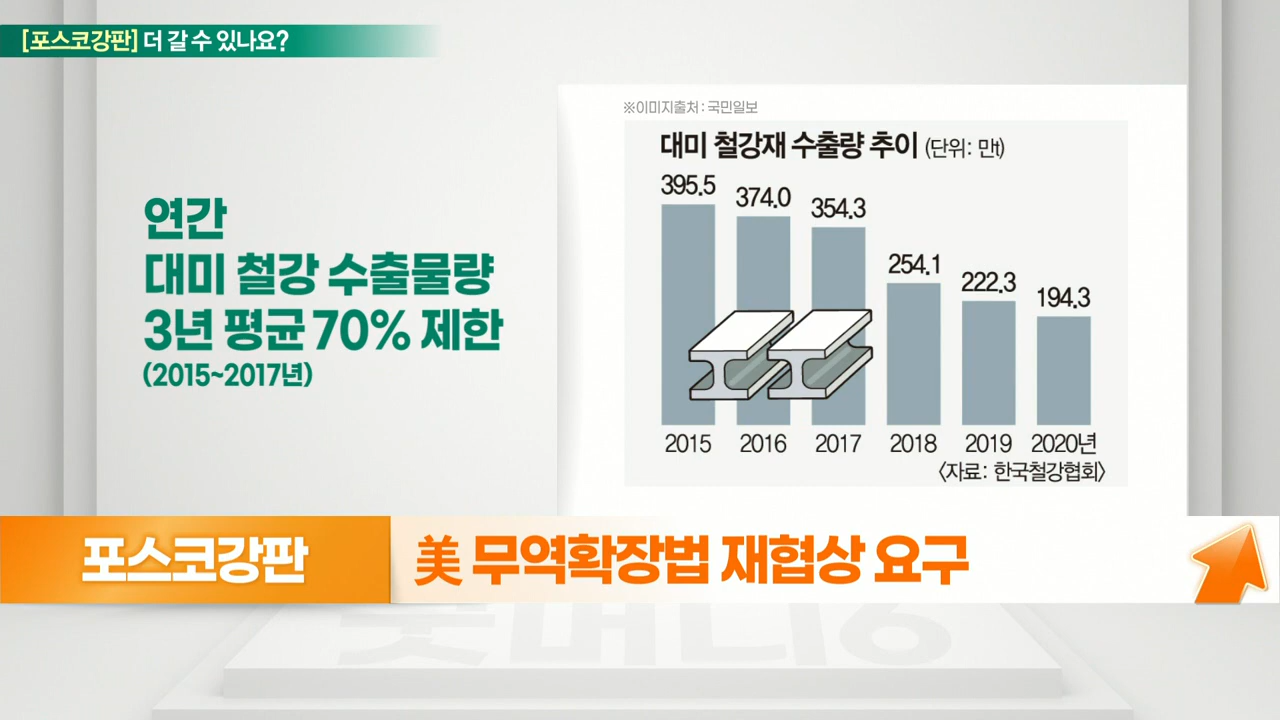 [포스코강판] 더 갈 수 있나요?
연간
대미 철강 수출물량
3년 평균 70% 제한
(2015~2017년)
※이미지출처 : 국민일보
대미 철강재 수출량 추이 (단위: 만t)
395.5
374.0
354.3
254.1
222.3
194.3
2015 2016 2017 2018 2019 2020년
〈자료: 한국철강협회〉
포스코강판
美 무역확장법 재협상 요구